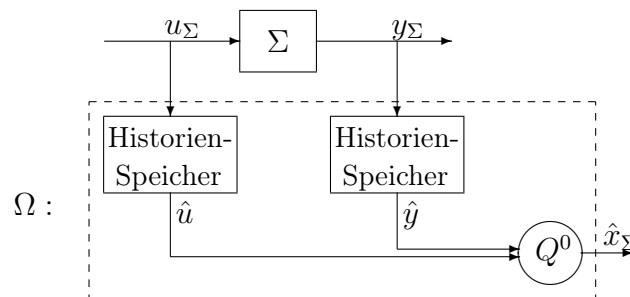 u_Σ Σ y_Σ
Historien- Historien-
Speicher Speicher
Ω :
û ŷ
Q⁰ x̂_Σ